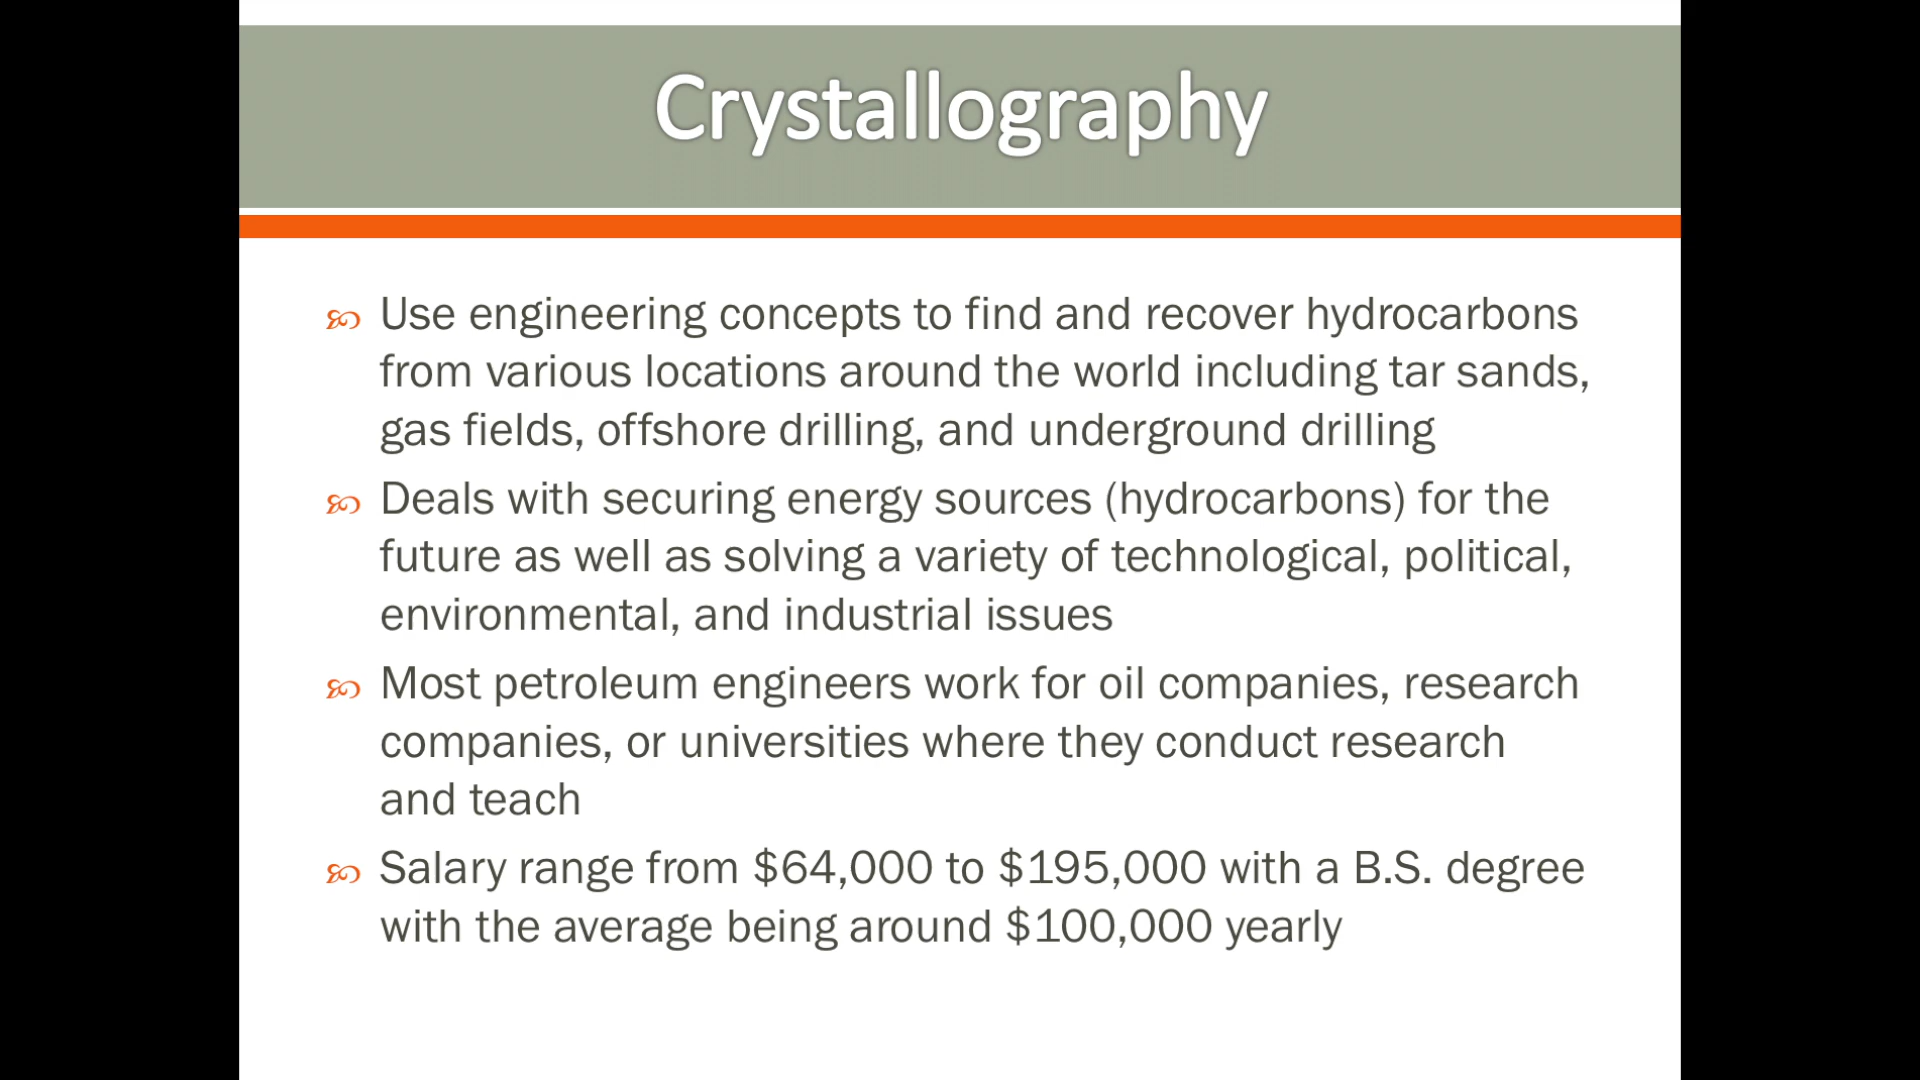 Crystallography
Use engineering concepts to find and recover hydrocarbons
from various locations around the world including tar sands,
gas fields, offshore drilling, and underground drilling
Deals with securing energy sources (hydrocarbons) for the
future as well as solving a variety of technological, political,
environmental, and industrial issues
Most petroleum engineers work for oil companies, research
companies, or universities where they conduct research
and teach
Salary range from $64,000 to $195,000 with a B.S. degree
with the average being around $100,000 yearly